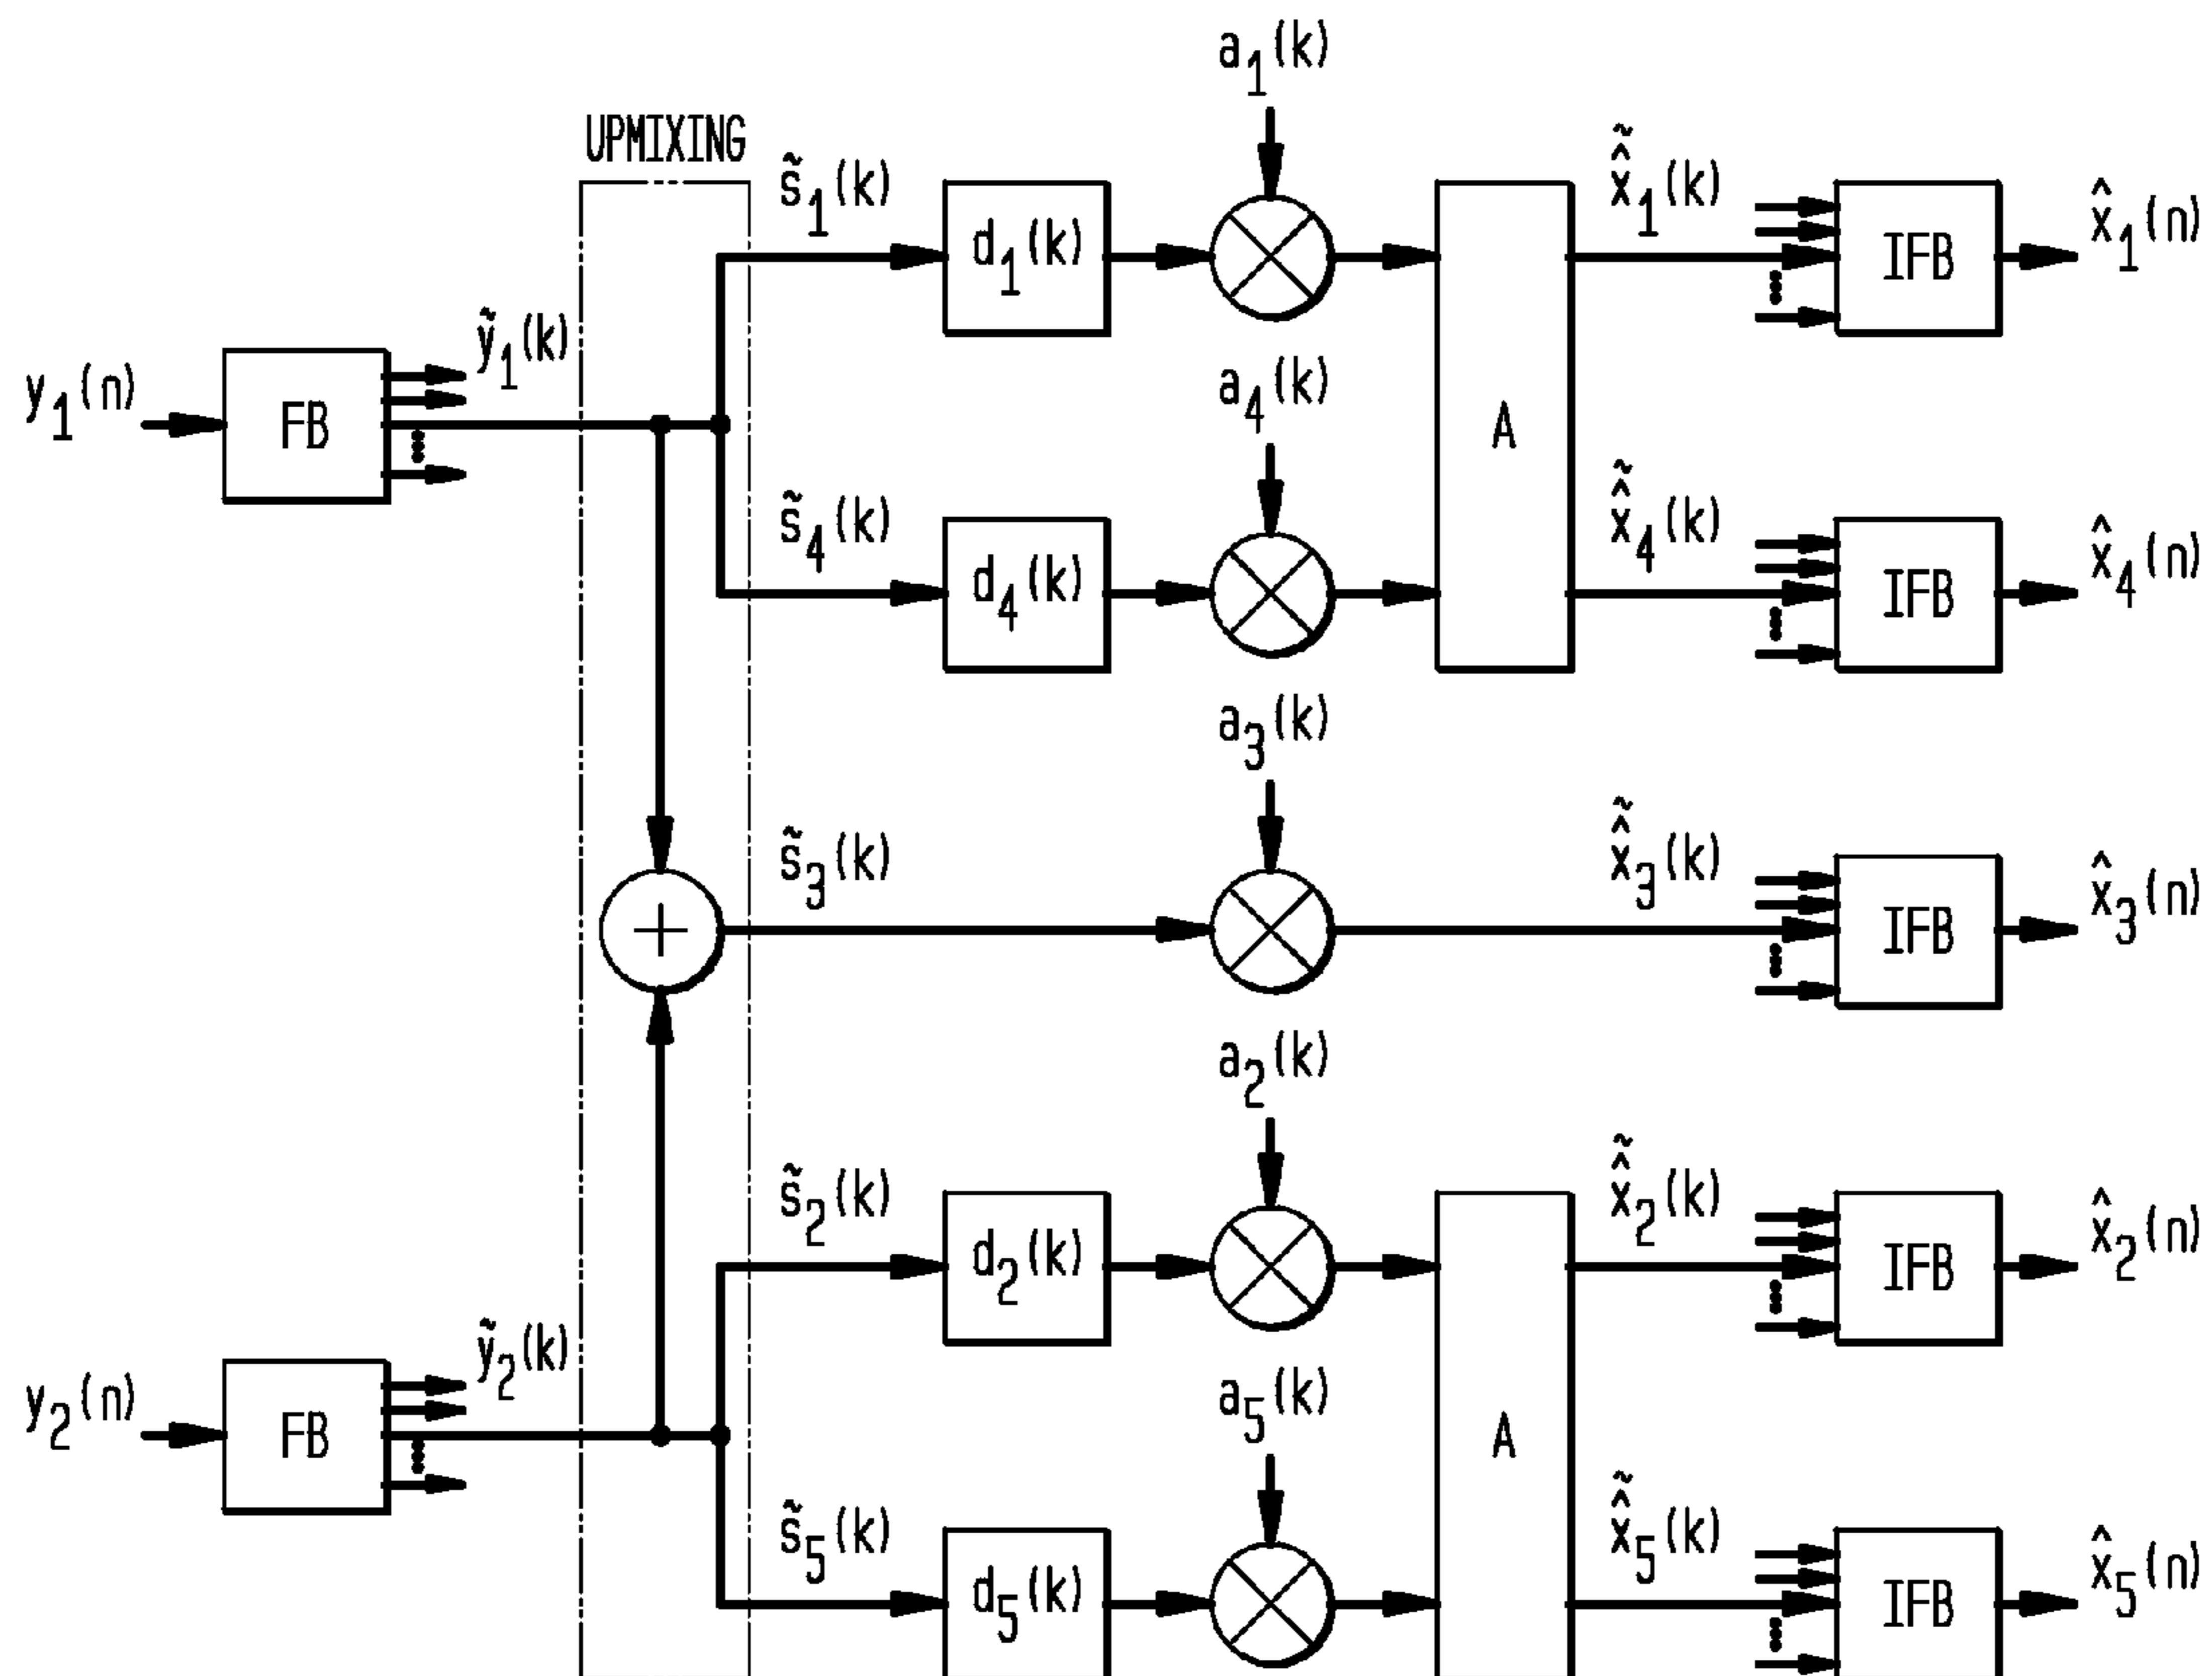 a₁(k)
UPMIXING
s̃₁(k)
d₁(k)
x̂̃₁(k)
IFB
x̂₁(n)
ỹ₁(k)
y₁(n)
FB
a₄(k)
A
s̃₄(k)
d₄(k)
x̂̃₄(k)
IFB
x̂₄(n)
a₃(k)
s̃₃(k)
+
x̂̃₃(k)
IFB
x̂₃(n)
a₂(k)
s̃₂(k)
d₂(k)
x̂̃₂(k)
IFB
x̂₂(n)
ỹ₂(k)
y₂(n)
FB
a₅(k)
A
s̃₅(k)
d₅(k)
x̂̃₅(k)
IFB
x̂₅(n)